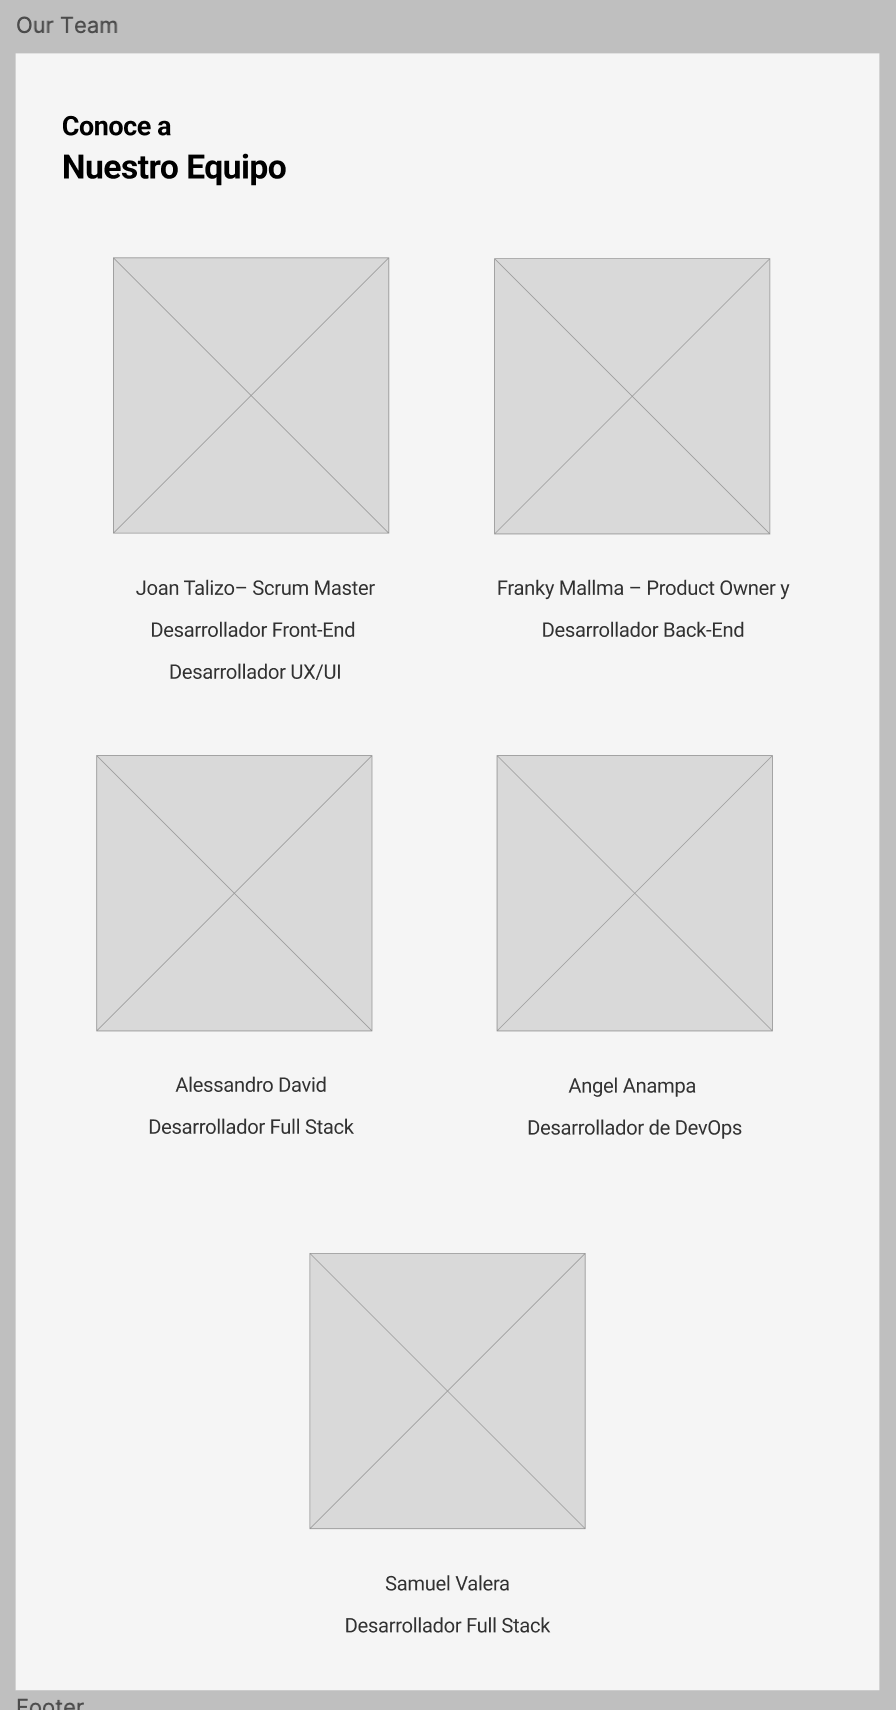 Our Team
Conoce a
Nuestro Equipo
Joan Talizo– Scrum Master
Desarrollador Front-End
Desarrollador UX/UI
Franky Mallma – Product Owner y
Desarrollador Back-End
Alessandro David
Desarrollador Full Stack
Angel Anampa
Desarrollador de DevOps
Samuel Valera
Desarrollador Full Stack
Footer